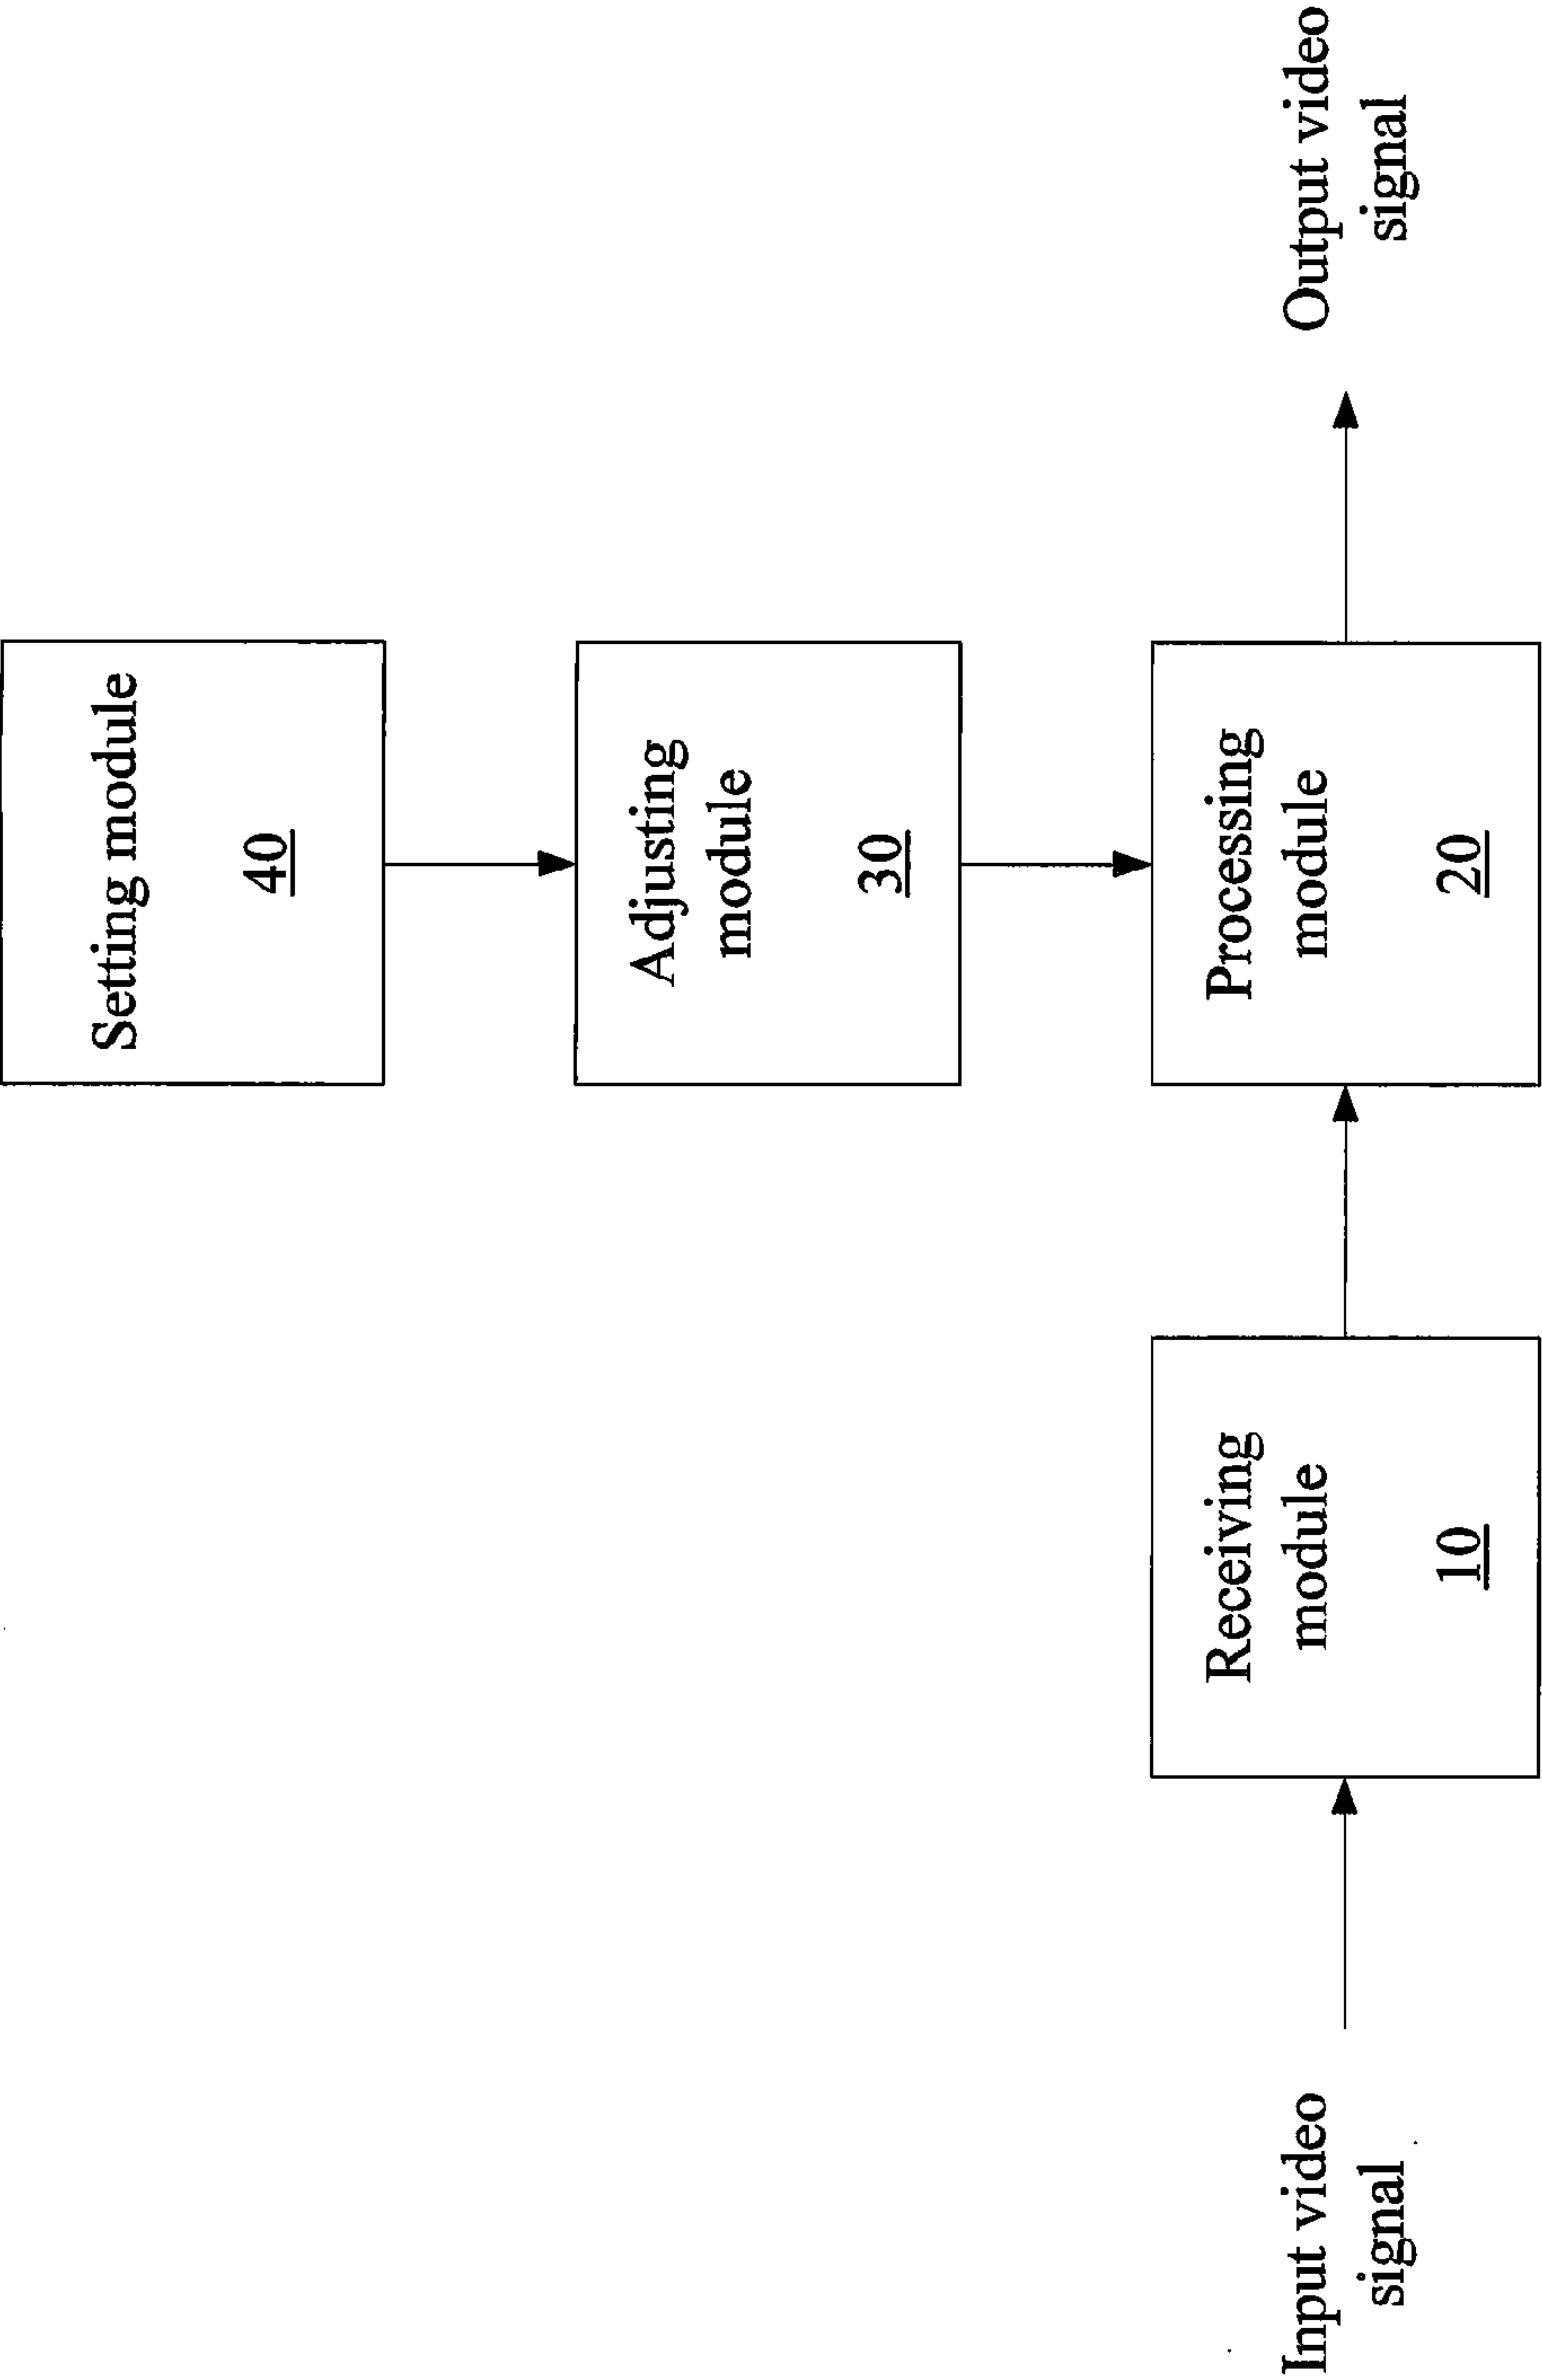 Setting module
40
Adjusting
module
30
Input video
signal
Receiving
module
10
Processing
module
20
Output video
signal